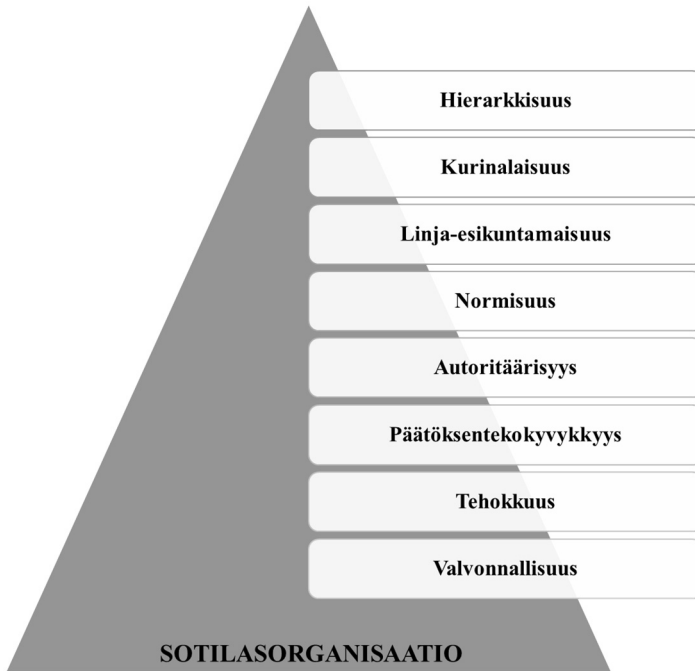 Hierarkkisuus
Kurinalaisuus
Linja-esikuntamaisuus
Normisuus
Autoritäärisyys
Päätöksentekokyvykkyys
Tehokkuus
Valvonnallisuus
SOTILASORGANISAATIO